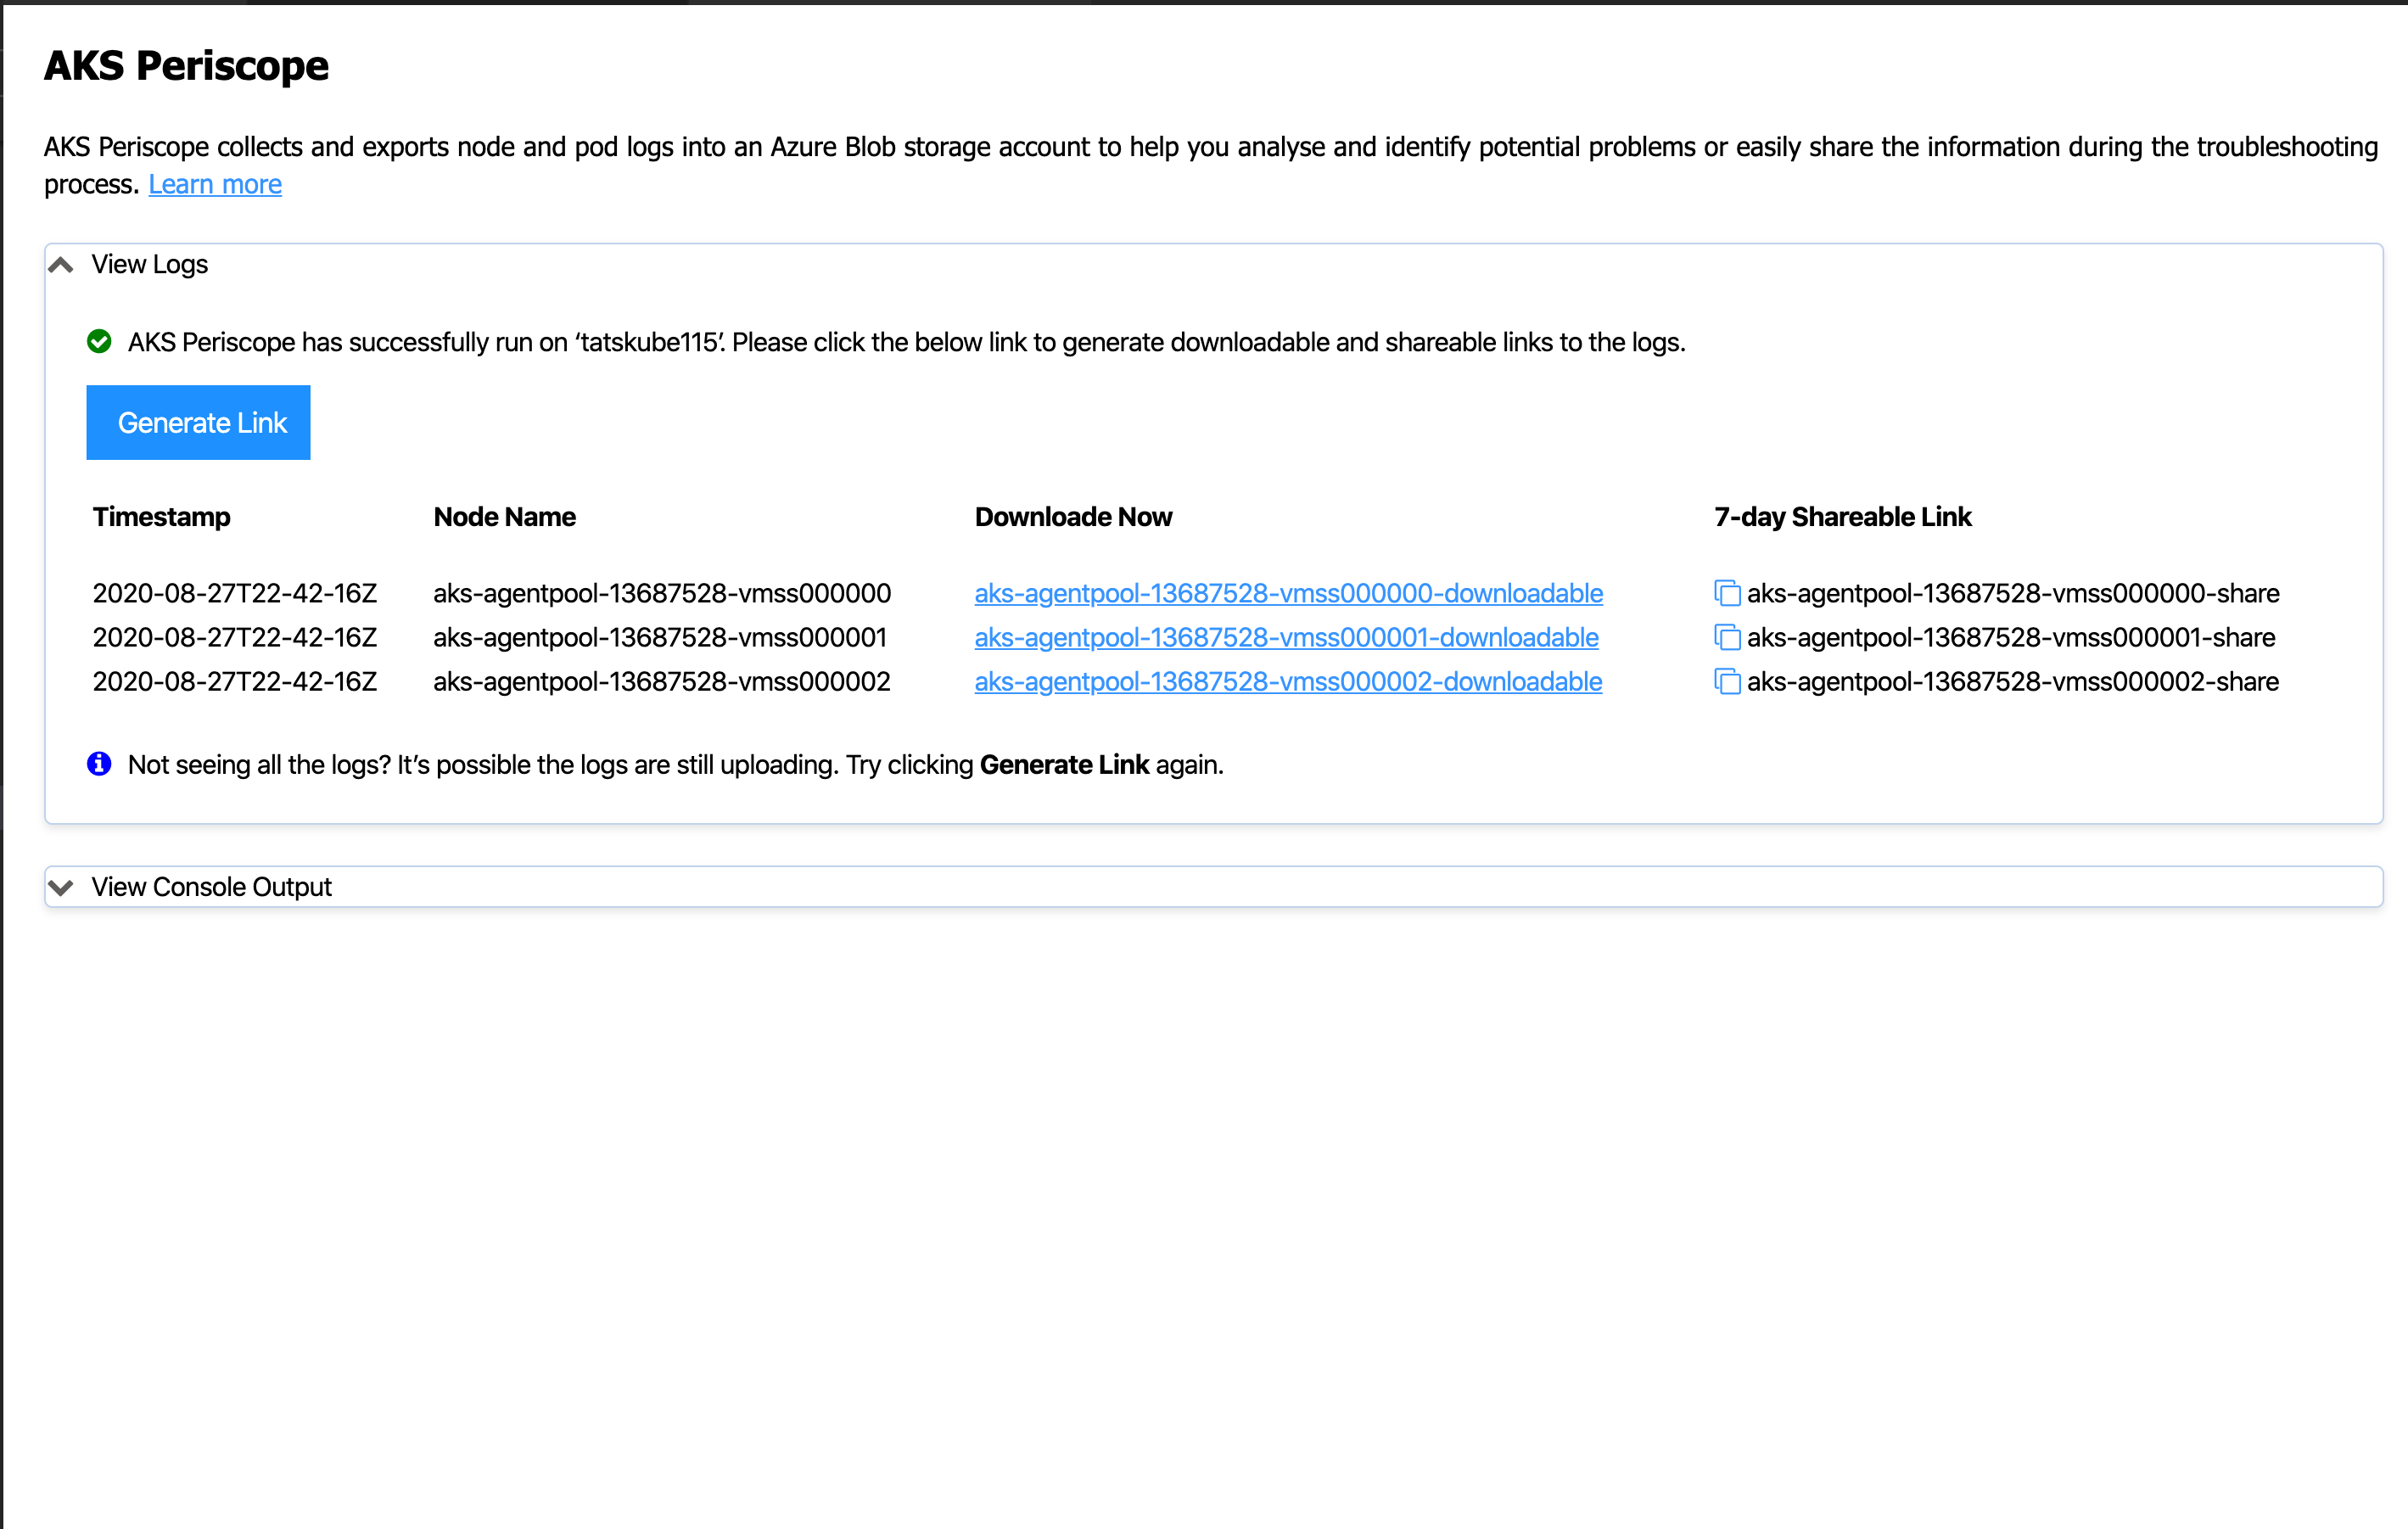 AKS Periscope
AKS Periscope collects and exports node and pod logs into an Azure Blob storage account to help you analyse and identify potential problems or easily share the information during the troubleshooting
process. Learn more
View Logs
AKS Periscope has successfully run on ‘tatskube115’. Please click the below link to generate downloadable and shareable links to the logs.
Generate Link
Timestamp Node Name Downloade Now 7-day Shareable Link
2020-08-27T22-42-16Z aks-agentpool-13687528-vmss000000 aks-agentpool-13687528-vmss000000-downloadable aks-agentpool-13687528-vmss000000-share
2020-08-27T22-42-16Z aks-agentpool-13687528-vmss000001 aks-agentpool-13687528-vmss000001-downloadable aks-agentpool-13687528-vmss000001-share
2020-08-27T22-42-16Z aks-agentpool-13687528-vmss000002 aks-agentpool-13687528-vmss000002-downloadable aks-agentpool-13687528-vmss000002-share
Not seeing all the logs? It’s possible the logs are still uploading. Try clicking Generate Link again.
View Console Output